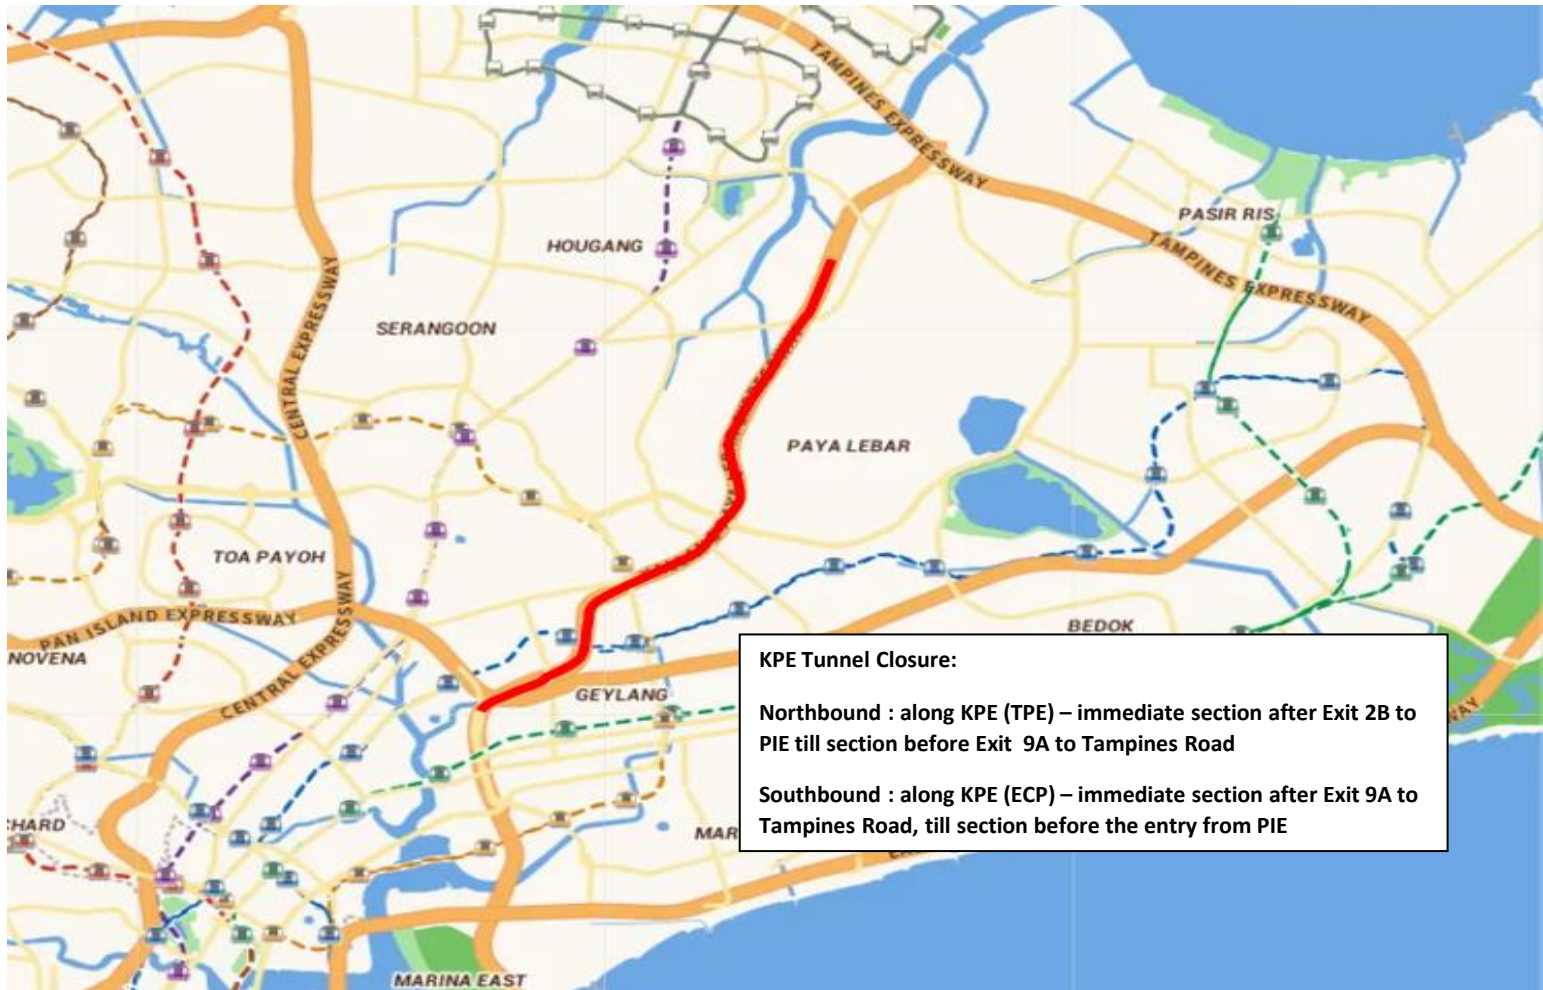 TAMPINES EXPRESSWAY
PASIR RIS
TAMPINES EXPRESSWAY
HOUGANG
CENTRAL EXPRESSWAY
SERANGOON
PAYA LEBAR
TOA PAYOH
PAN ISLAND EXPRESSWAY
CENTRAL EXPRESSWAY
BEDOK
NOVENA
GEYLANG
KPE Tunnel Closure:
Northbound : along KPE (TPE) – immediate section after Exit 2B to
PIE till section before Exit 9A to Tampines Road
Southbound : along KPE (ECP) – immediate section after Exit 9A to
Tampines Road, till section before the entry from PIE
WAY
CHARD
MAR
MARINA EAST